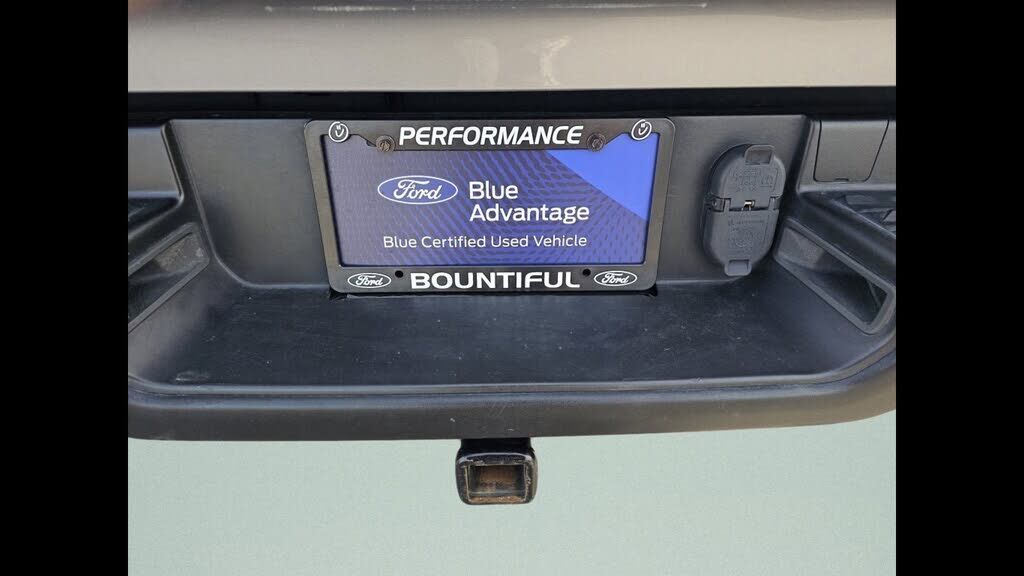 PERFORMANCE
Ford
Blue
Advantage
Blue Certified Used Vehicle
Ford BOUNTIFUL Ford